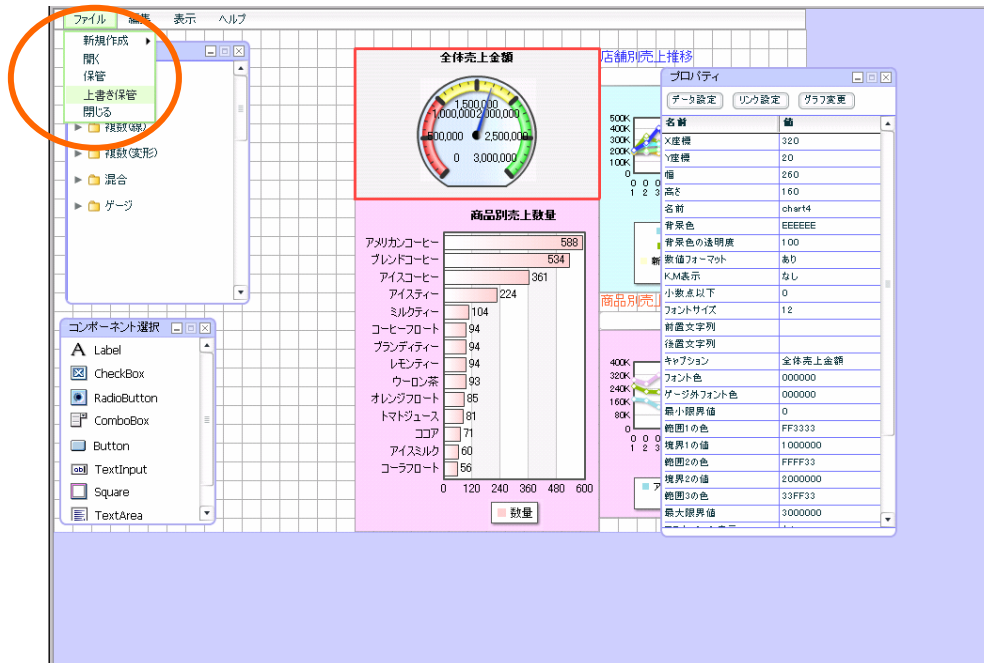 ファイル 編集 表示 ヘルプ
新規作成
開く
保管
上書き保管
閉じる
複数(線)
複数(変形)
混合
ゲージ
コンポーネント選択
Label
CheckBox
RadioButton
ComboBox
Button
TextInput
Square
TextArea
全体売上金額
1,500,000
1,000,000 2,000,000
500,000 2,500,000
0 3,000,000
商品別売上数量
アメリカンコーヒー 588
ブレンドコーヒー 534
アイスコーヒー 361
アイスティー 224
ミルクティー 104
コーヒーフロート 94
ブランディティー 94
レモンティー 94
ウーロン茶 93
オレンジフロート 85
トマトジュース 81
ココア 71
アイスミルク 60
コーラフロート 56
0 120 240 360 480 600
数量
店舗別売上推移
500K
400K
300K
200K
100K
0
0 0 0
1 2 3
新
商品別売上
400K
320K
240K
160K
80K
0
0 0 0
1 2 3
ア
プロパティ
データ設定 リンク設定 グラフ変更
名前 値
X座標 320
Y座標 20
幅 260
高さ 160
名前 chart4
背景色 EEEEEE
背景色の透明度 100
数値フォーマット あり
K,M表示 なし
小数点以下 0
フォントサイズ 12
前置文字列
後置文字列
キャプション 全体売上金額
フォント色 000000
ゲージ外フォント色 000000
最小限界値 0
範囲1の色 FF3333
境界1の値 1000000
範囲2の色 FFFF33
境界2の値 2000000
範囲3の色 33FF33
最大限界値 3000000